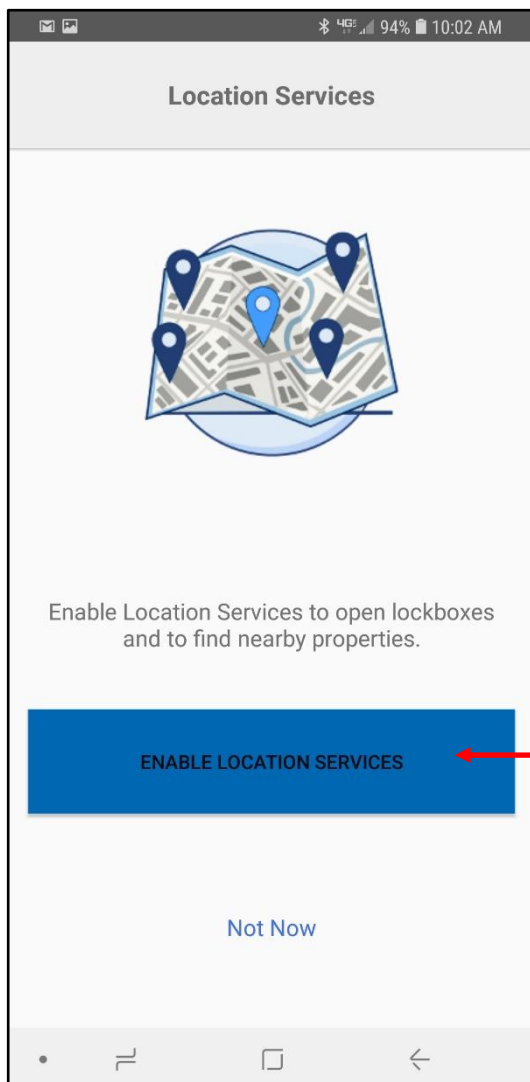 4G 94% 10:02 AM
Location Services
Enable Location Services to open lockboxes
and to find nearby properties.
ENABLE LOCATION SERVICES
Not Now